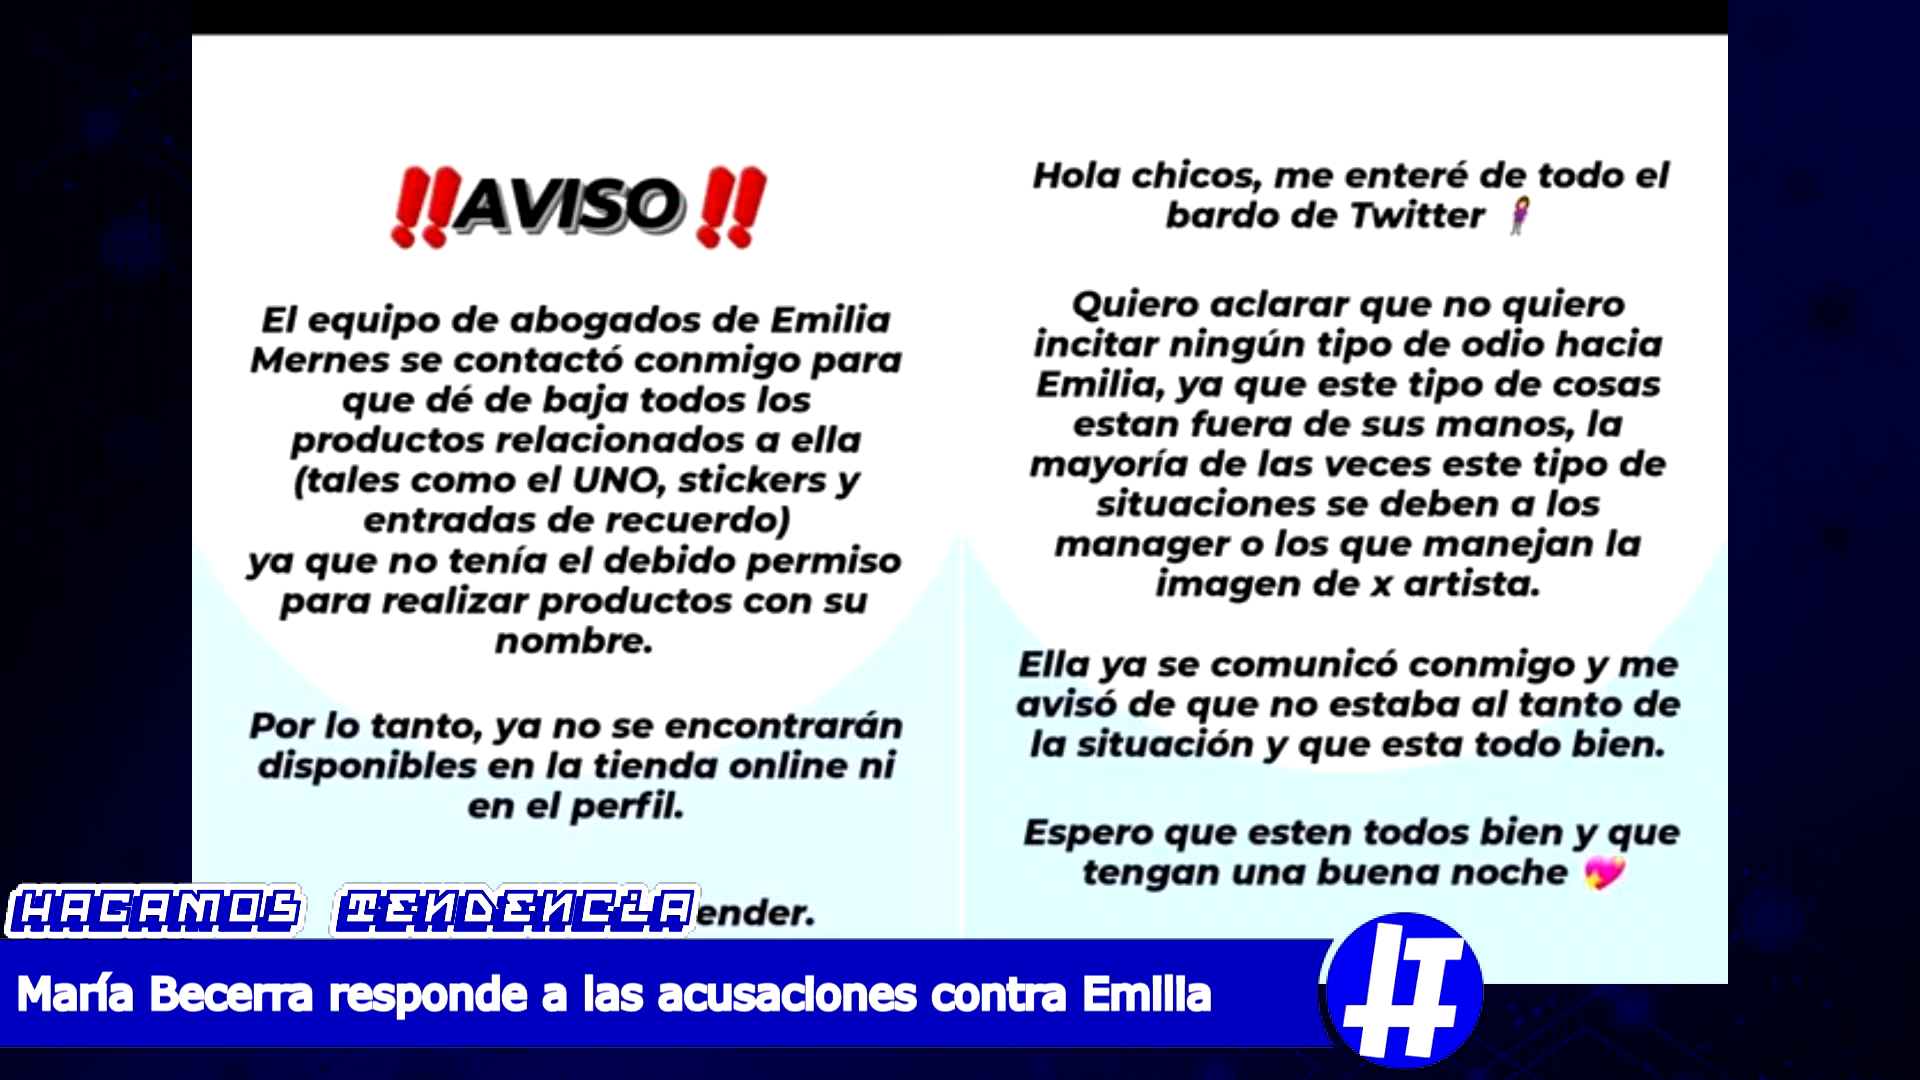 ‼️AVISO‼️
El equipo de abogados de Emilia
Mernes se contactó conmigo para
que dé de baja todos los
productos relacionados a ella
(tales como el UNO, stickers y
entradas de recuerdo)
ya que no tenía el debido permiso
para realizar productos con su
nombre.
Por lo tanto, ya no se encontrarán
disponibles en la tienda online ni
en el perfil.
ender.
Hola chicos, me enteré de todo el
bardo de Twitter 🧍‍♀️
Quiero aclarar que no quiero
incitar ningún tipo de odio hacia
Emilia, ya que este tipo de cosas
estan fuera de sus manos, la
mayoría de las veces este tipo de
situaciones se deben a los
manager o los que manejan la
imagen de x artista.
Ella ya se comunicó conmigo y me
avisó de que no estaba al tanto de
la situación y que esta todo bien.
Espero que esten todos bien y que
tengan una buena noche 💖
HAGAMOS TENDENCIA
María Becerra responde a las acusaciones contra Emilia
HT